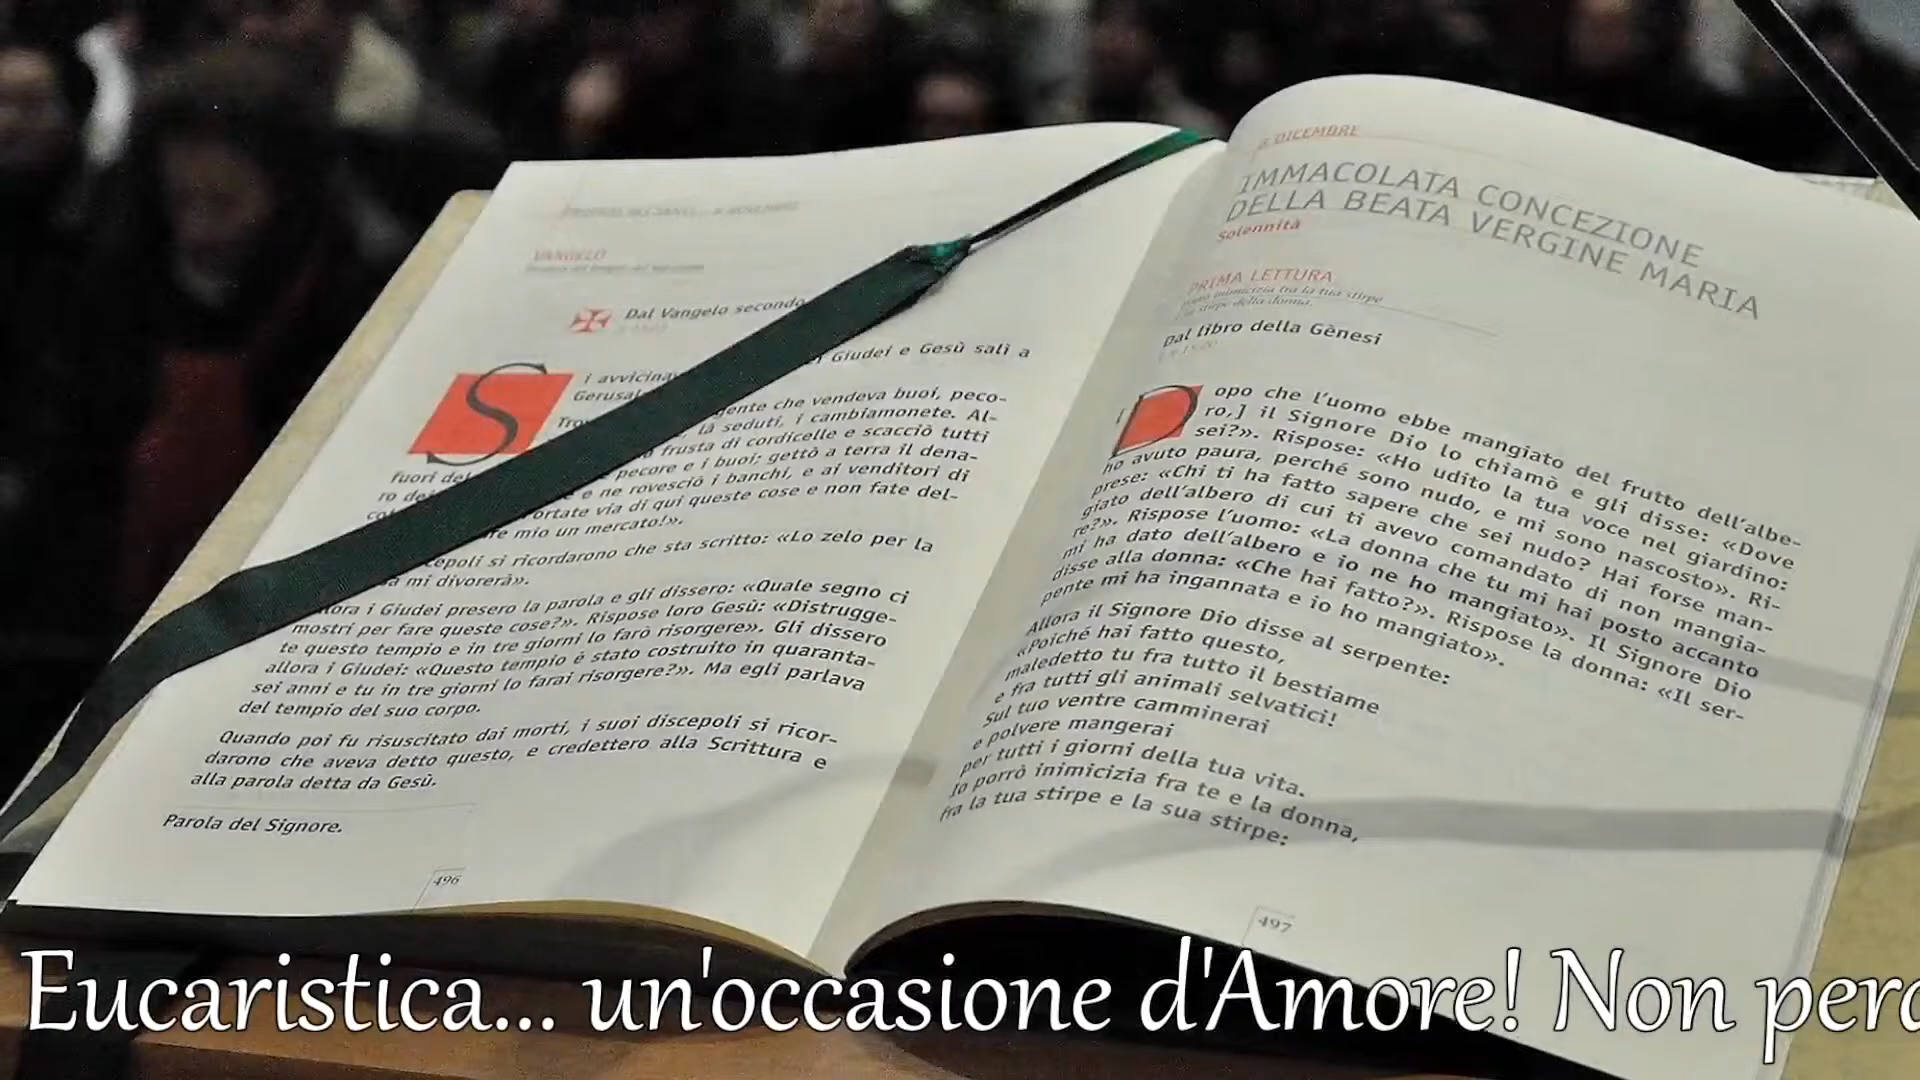 VANGELO
Dal Vangelo secondo
Giudei e Gesù salì a
Si avvicina
Gerusal
Tro gente che vendeva buoi, peco-
là seduti, i cambiamonete. Al-
frusta di cordicelle e scacciò tutti
fuori del pecore e i buoi; gettò a terra il dena-
ro de e ne rovesciò i banchi, e ai venditori di
ortate via di qui queste cose e non fate del-
mio un mercato!».
cepoli si ricordarono che sta scritto: «Lo zelo per la
mi divorerà».
llora i Giudei presero la parola e gli dissero: «Quale segno ci
mostri per fare queste cose?». Rispose loro Gesù: «Distrugge-
te questo tempio e in tre giorni lo farò risorgere». Gli dissero
allora i Giudei: «Questo tempio è stato costruito in quaranta-
sei anni e tu in tre giorni lo farai risorgere?». Ma egli parlava
del tempio del suo corpo.
Quando poi fu risuscitato dai morti, i suoi discepoli si ricor-
darono che aveva detto questo, e credettero alla Scrittura e
alla parola detta da Gesù.
Parola del Signore.
496
8 DICEMBRE
IMMACOLATA CONCEZIONE
DELLA BEATA VERGINE MARIA
Solennità
PRIMA LETTURA
inimicizia fra la tua stirpe
e la stirpe della donna.
Dal libro della Gènesi
Dopo che l'uomo ebbe mangiato del frutto dell'albe-
ro,] il Signore Dio lo chiamò e gli disse: «Dove
sei?». Rispose: «Ho udito la tua voce nel giardino:
ho avuto paura, perché sono nudo, e mi sono nascosto». Ri-
prese: «Chi ti ha fatto sapere che sei nudo? Hai forse man-
giato dell'albero di cui ti avevo comandato di non mangia-
re?». Rispose l'uomo: «La donna che tu mi hai posto accanto
mi ha dato dell'albero e io ne ho mangiato». Il Signore Dio
disse alla donna: «Che hai fatto?». Rispose la donna: «Il ser-
pente mi ha ingannata e io ho mangiato».
Allora il Signore Dio disse al serpente:
«Poiché hai fatto questo,
maledetto tu fra tutto il bestiame
e fra tutti gli animali selvatici!
Sul tuo ventre camminerai
e polvere mangerai
per tutti i giorni della tua vita.
Io porrò inimicizia fra te e la donna,
fra la tua stirpe e la sua stirpe:
497
Eucaristica... un'occasione d'Amore! Non perd